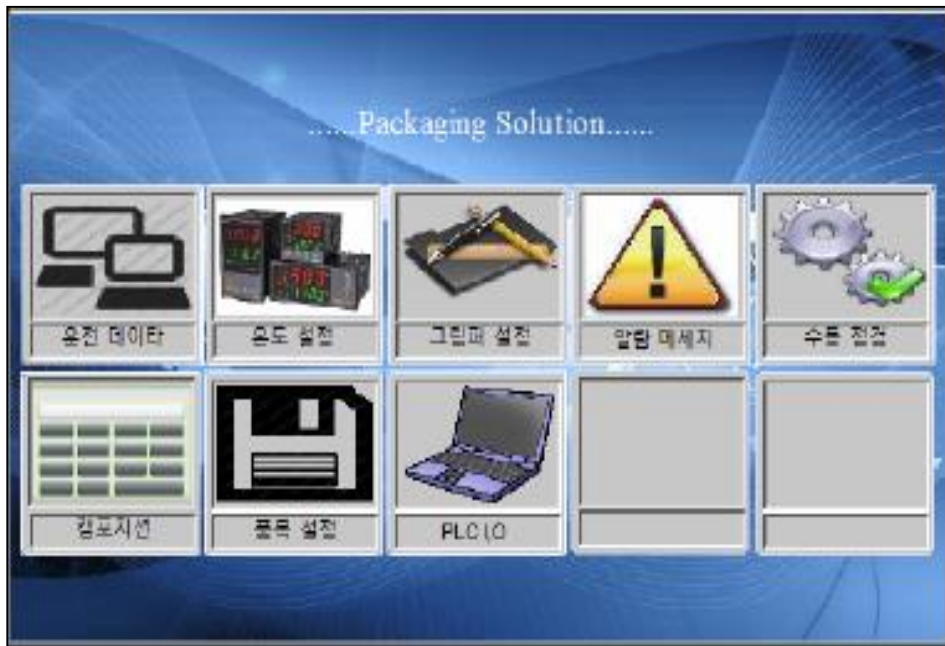 ......Packaging Solution......
운전 데이타
온도 설정
그립퍼 설정
알람 메세지
수동 점검
캠포지션
품목 설정
PLC I,O